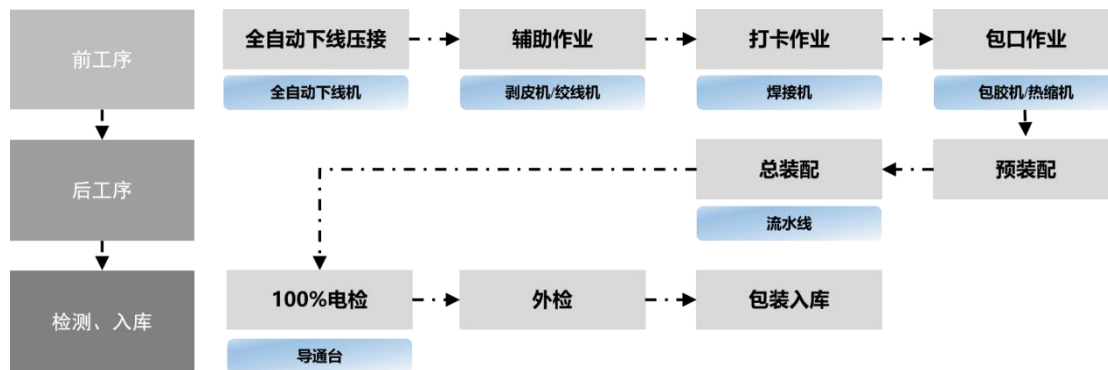 前工序
全自动下线压接
辅助作业
打卡作业
包口作业
全自动下线机
剥皮机/绞线机
焊接机
包胶机/热缩机
后工序
总装配
预装配
流水线
检测、入库
100%电检
外检
包装入库
导通台